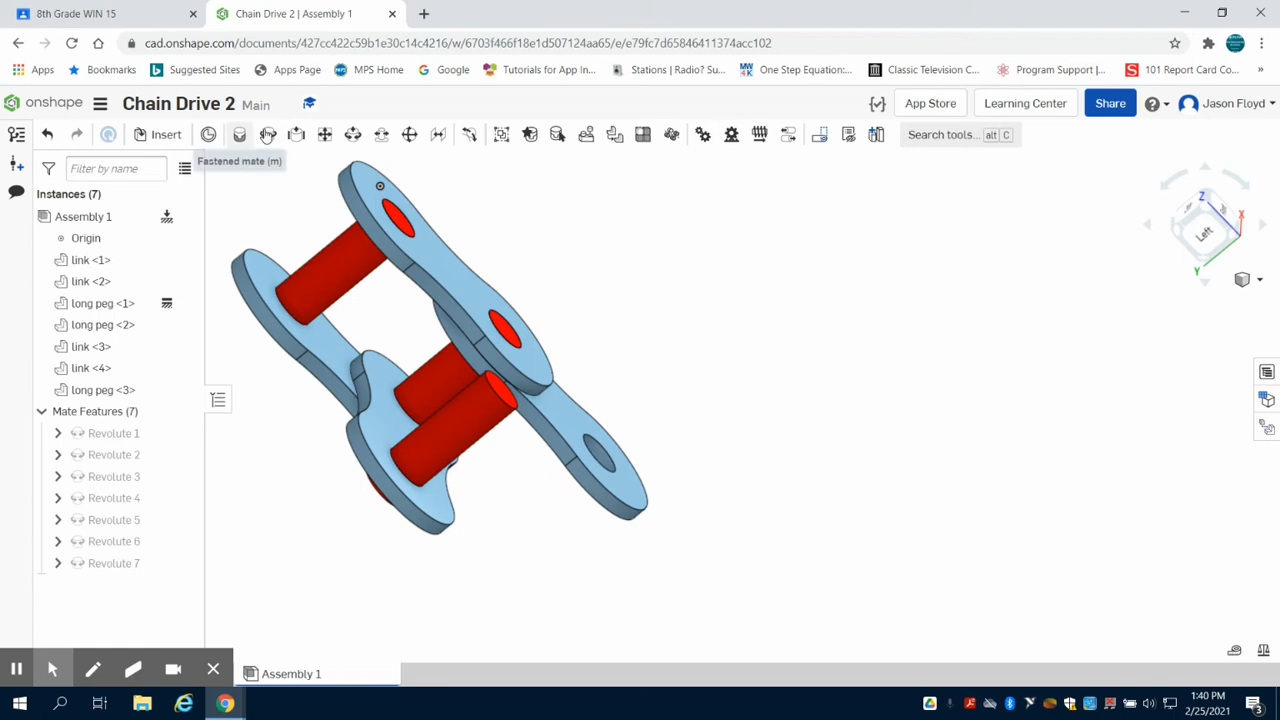 8th Grade WIN 15
Chain Drive 2 | Assembly 1
cad.onshape.com/documents/427cc422c59b1e30c14c4216/w/6703f466f18e1d507124aa65/e/e79fc7d65846411374acc102
Apps Bookmarks Suggested Sites Apps Page MPS Home Google Tutorials for App In... Stations | Radio? Su... One Step Equation:... Classic Television C... Program Support |... 101 Report Card Co...
onshape Chain Drive 2 Main App Store Learning Center Share Jason Floyd
Insert Search tools... alt C
Fastened mate (m)
Filter by name
Instances (7)
Assembly 1
Origin
link <1>
link <2>
long peg <1>
long peg <2>
link <3>
link <4>
long peg <3>
Mate Features (7)
Revolute 1
Revolute 2
Revolute 3
Revolute 4
Revolute 5
Revolute 6
Revolute 7
Z
X
Left
Y
Assembly 1
1:40 PM
2/25/2021
3